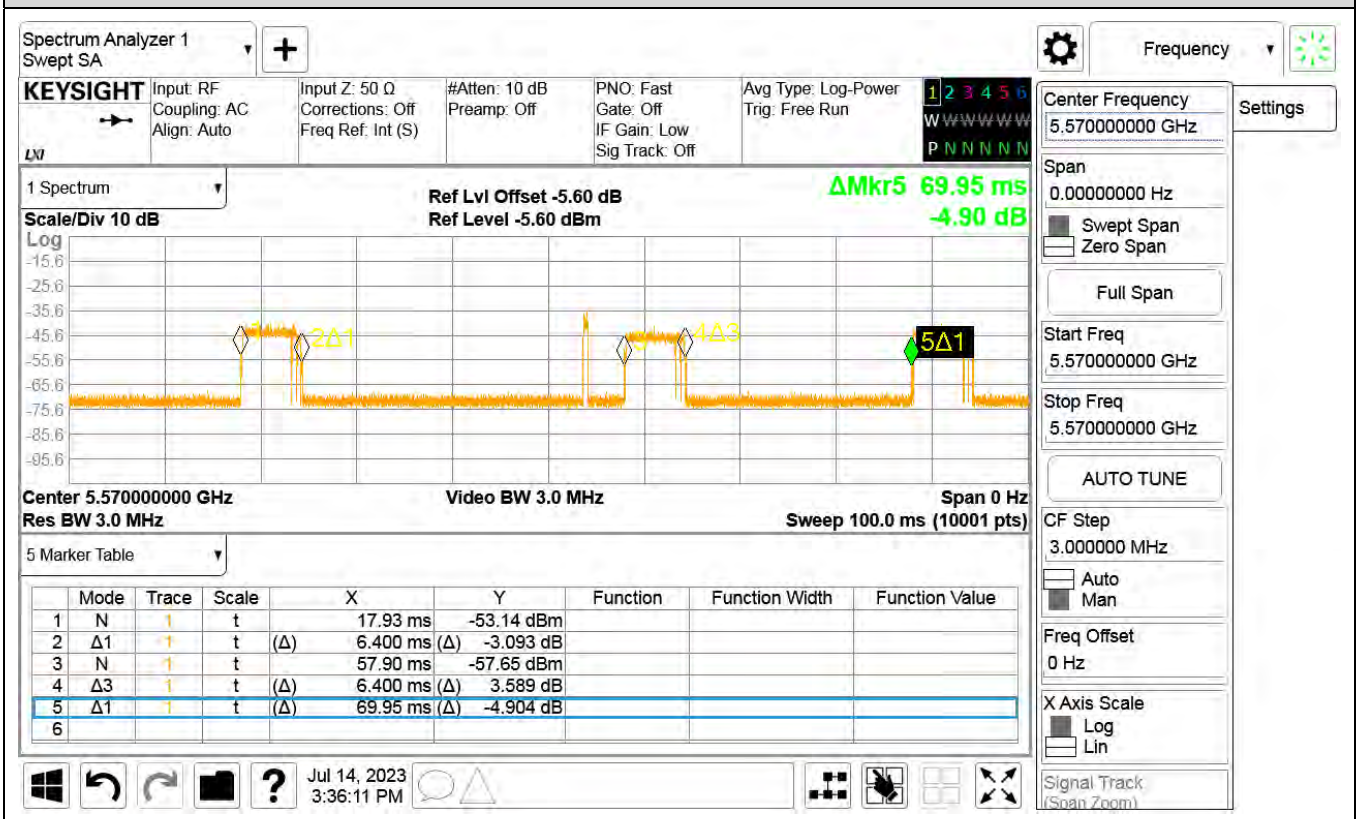 Spectrum Analyzer 1
Swept SA
Frequency
KEYSIGHT
LXI
Input: RF
Coupling: AC
Align: Auto
Input Z: 50 Ω
Corrections: Off
Freq Ref: Int (S)
#Atten: 10 dB
Preamp: Off
PNO: Fast
Gate: Off
IF Gain: Low
Sig Track: Off
Avg Type: Log-Power
Trig: Free Run
1 2 3 4 5 6
W W W W W W
P N N N N N
Center Frequency
5.570000000 GHz
Settings
Span
0.00000000 Hz
Swept Span
Zero Span
Full Span
Start Freq
5.570000000 GHz
Stop Freq
5.570000000 GHz
AUTO TUNE
CF Step
3.000000 MHz
Auto
Man
Freq Offset
0 Hz
X Axis Scale
Log
Lin
Signal Track
(Span Zoom)
1 Spectrum
Scale/Div 10 dB
Ref Lvl Offset -5.60 dB
Ref Level -5.60 dBm
ΔMkr5 69.95 ms
-4.90 dB
Log
-15.6
-25.6
-35.6
-45.6
-55.6
-65.6
-75.6
-85.6
-95.6
1
2Δ1
3
4Δ3
5Δ1
Center 5.570000000 GHz
Res BW 3.0 MHz
Video BW 3.0 MHz
Span 0 Hz
Sweep 100.0 ms (10001 pts)
5 Marker Table
Mode Trace Scale X Y Function Function Width Function Value
1 N 1 t 17.93 ms -53.14 dBm
2 Δ1 1 t (Δ) 6.400 ms (Δ) -3.093 dB
3 N 1 t 57.90 ms -57.65 dBm
4 Δ3 1 t (Δ) 6.400 ms (Δ) 3.589 dB
5 Δ1 1 t (Δ) 69.95 ms (Δ) -4.904 dB
6
?
Jul 14, 2023
3:36:11 PM